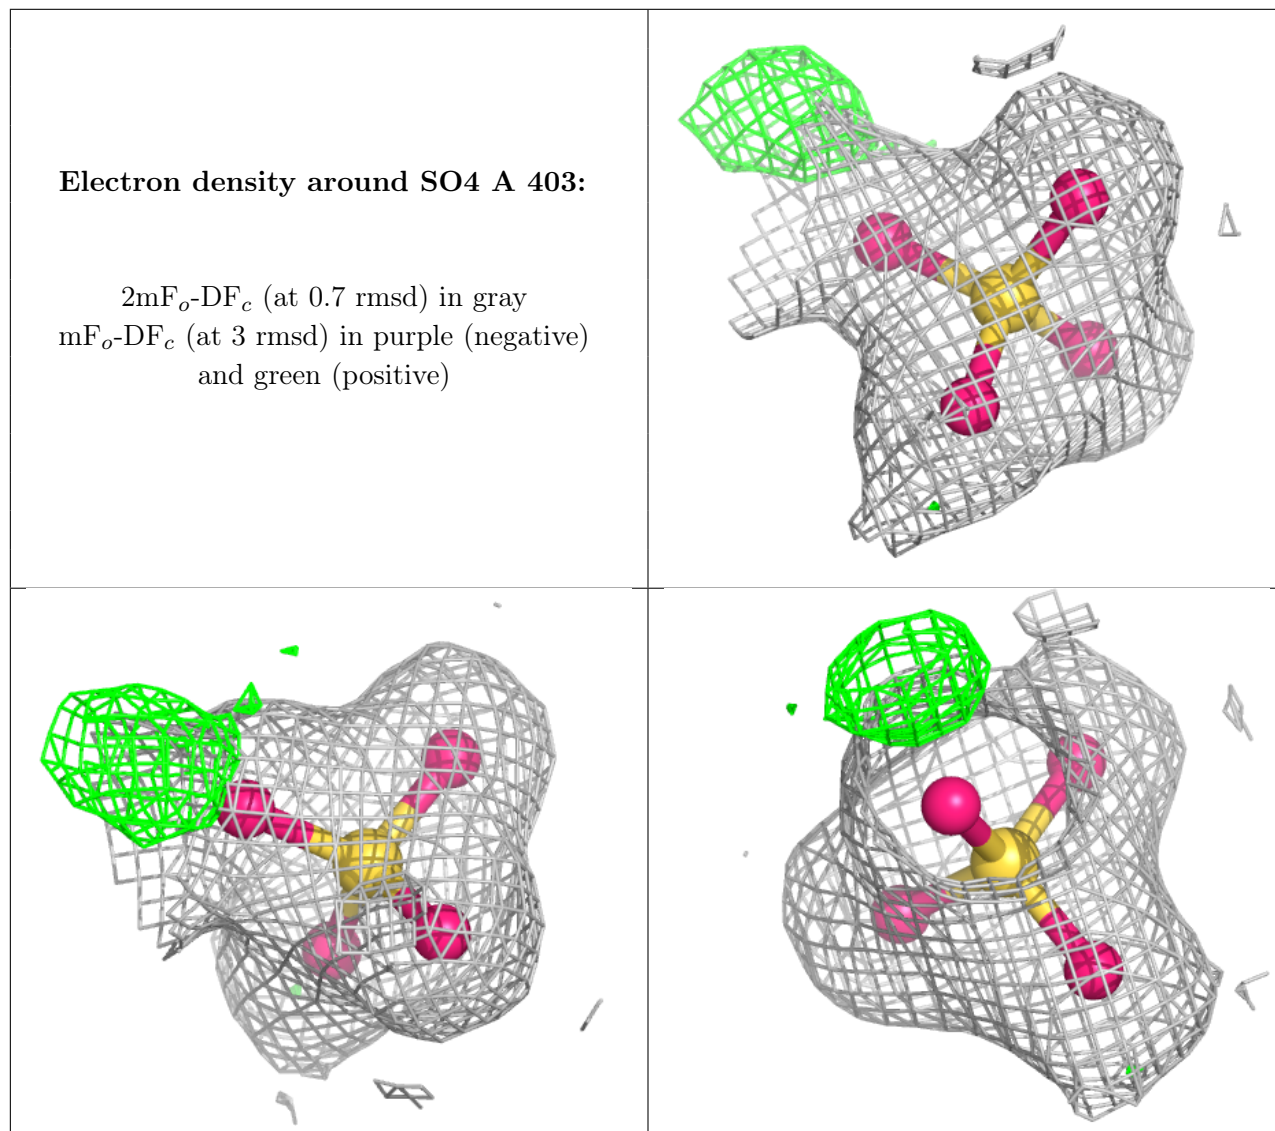 Electron density around SO4 A 403:
2mFo-DFc (at 0.7 rmsd) in gray
mFo-DFc (at 3 rmsd) in purple (negative)
and green (positive)